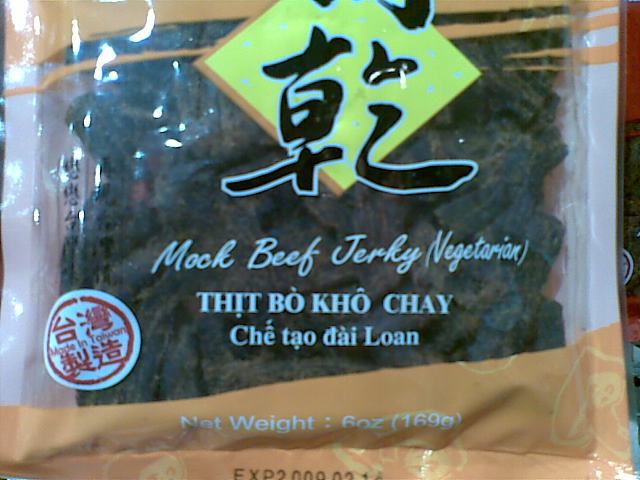 乾
Mock Beef Jerky (Vegetarian)
THỊT BÒ KHÔ CHAY
Chế tạo đài Loan
台灣
Made In Taiwan
製造
Net Weight : 6oz (169g)